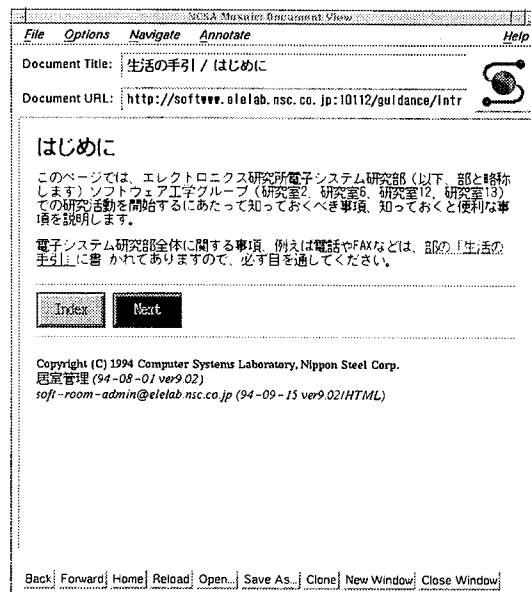 NCSA Mosaic: Document View
File Options Navigate Annotate Help
Document Title: 生活の手引 / はじめに
Document URL: http://softwww.elelab.nsc.co.jp:10112/guidance/intr
はじめに
このページでは、エレクトロニクス研究所電子システム研究部（以下、部と略称
します）ソフトウェア工学グループ（研究室2、研究室6、研究室12、研究室13）
での研究活動を開始するにあたって知っておくべき事項、知っておくと便利な事
項を説明します。
電子システム研究部全体に関する事項、例えば電話やFAXなどは、部の「生活の
手引」に書 かれてありますので、必ず目を通してください。
Index Next
Copyright (C) 1994 Computer Systems Laboratory, Nippon Steel Corp.
居室管理 (94-08-01 ver9.02)
soft-room-admin@elelab.nsc.co.jp (94-09-15 ver9.02/HTML)
Back Forward Home Reload Open... Save As... Clone New Window Close Window